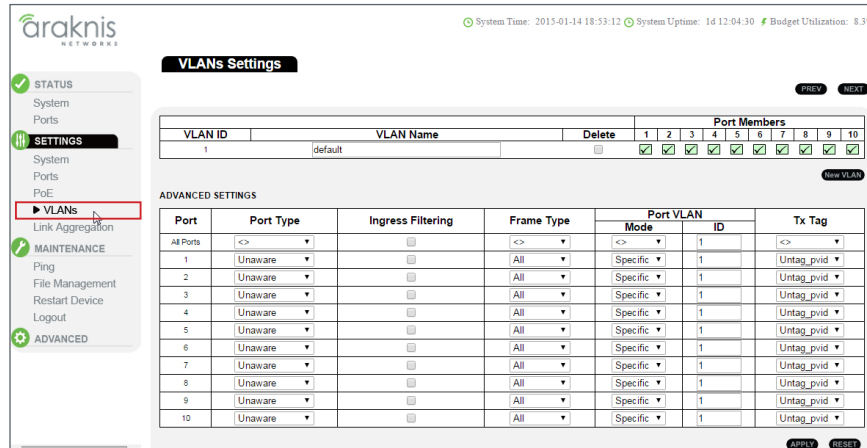 araknis
NETWORKS
System Time: 2015-01-14 18:53:12 System Uptime: 1d 12:04:30 Budget Utilization: 8.3
VLANs Settings
PREV NEXT
STATUS
System
Ports
SETTINGS
System
Ports
PoE
VLANs
Link Aggregation
MAINTENANCE
Ping
File Management
Restart Device
Logout
ADVANCED
Port Members
VLAN ID VLAN Name Delete 1 2 3 4 5 6 7 8 9 10
1 default
New VLAN
ADVANCED SETTINGS
Port Port Type Ingress Filtering Frame Type Port VLAN Tx Tag
Mode ID
All Ports <> <> <> 1 <>
1 Unaware All Specific 1 Untag_pvid
2 Unaware All Specific 1 Untag_pvid
3 Unaware All Specific 1 Untag_pvid
4 Unaware All Specific 1 Untag_pvid
5 Unaware All Specific 1 Untag_pvid
6 Unaware All Specific 1 Untag_pvid
7 Unaware All Specific 1 Untag_pvid
8 Unaware All Specific 1 Untag_pvid
9 Unaware All Specific 1 Untag_pvid
10 Unaware All Specific 1 Untag_pvid
APPLY RESET